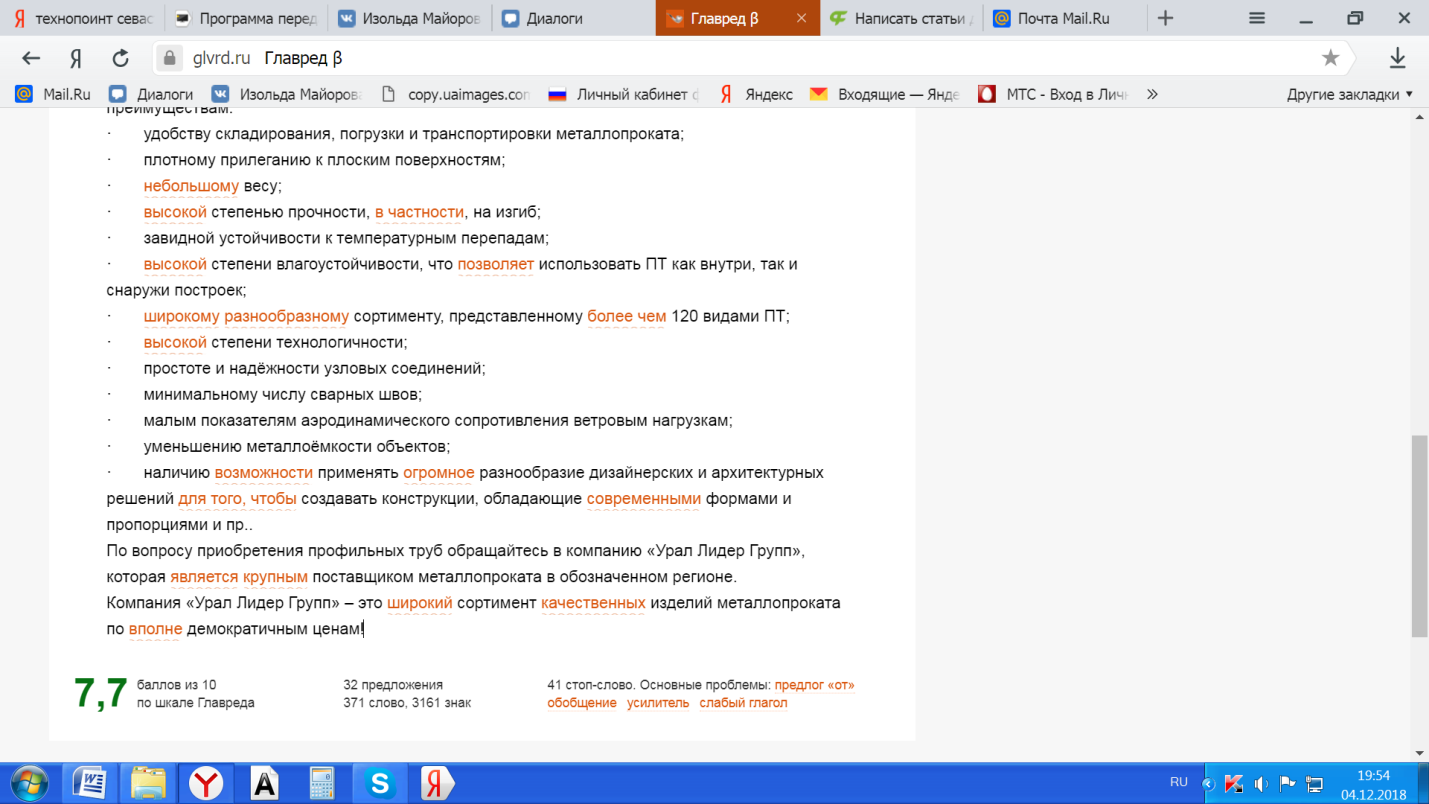 технопоинт севас
Программа перед
Изольда Майоров
Диалоги
Главред β
Написать статьи
Почта Mail.Ru
glvrd.ru Главред β
Mail.Ru
Диалоги
Изольда Майоров
copy.uaimages.com
Личный кабинет
Яндекс
Входящие — Янде
МТС - Вход в Личн
Другие закладки
преимуществам:
· удобству складирования, погрузки и транспортировки металлопроката;
· плотному прилеганию к плоским поверхностям;
· небольшому весу;
· высокой степенью прочности, в частности, на изгиб;
· завидной устойчивости к температурным перепадам;
· высокой степени влагоустойчивости, что позволяет использовать ПТ как внутри, так и
снаружи построек;
· широкому разнообразному сортименту, представленному более чем 120 видами ПТ;
· высокой степени технологичности;
· простоте и надёжности узловых соединений;
· минимальному числу сварных швов;
· малым показателям аэродинамического сопротивления ветровым нагрузкам;
· уменьшению металлоёмкости объектов;
· наличию возможности применять огромное разнообразие дизайнерских и архитектурных
решений для того, чтобы создавать конструкции, обладающие современными формами и
пропорциями и пр..
По вопросу приобретения профильных труб обращайтесь в компанию «Урал Лидер Групп»,
которая является крупным поставщиком металлопроката в обозначенном регионе.
Компания «Урал Лидер Групп» – это широкий сортимент качественных изделий металлопроката
по вполне демократичным ценам!
7,7
баллов из 10
по шкале Главреда
32 предложения
371 слово, 3161 знак
41 стоп-слово. Основные проблемы: предлог «от»
обобщение усилитель слабый глагол
RU
19:54
04.12.2018